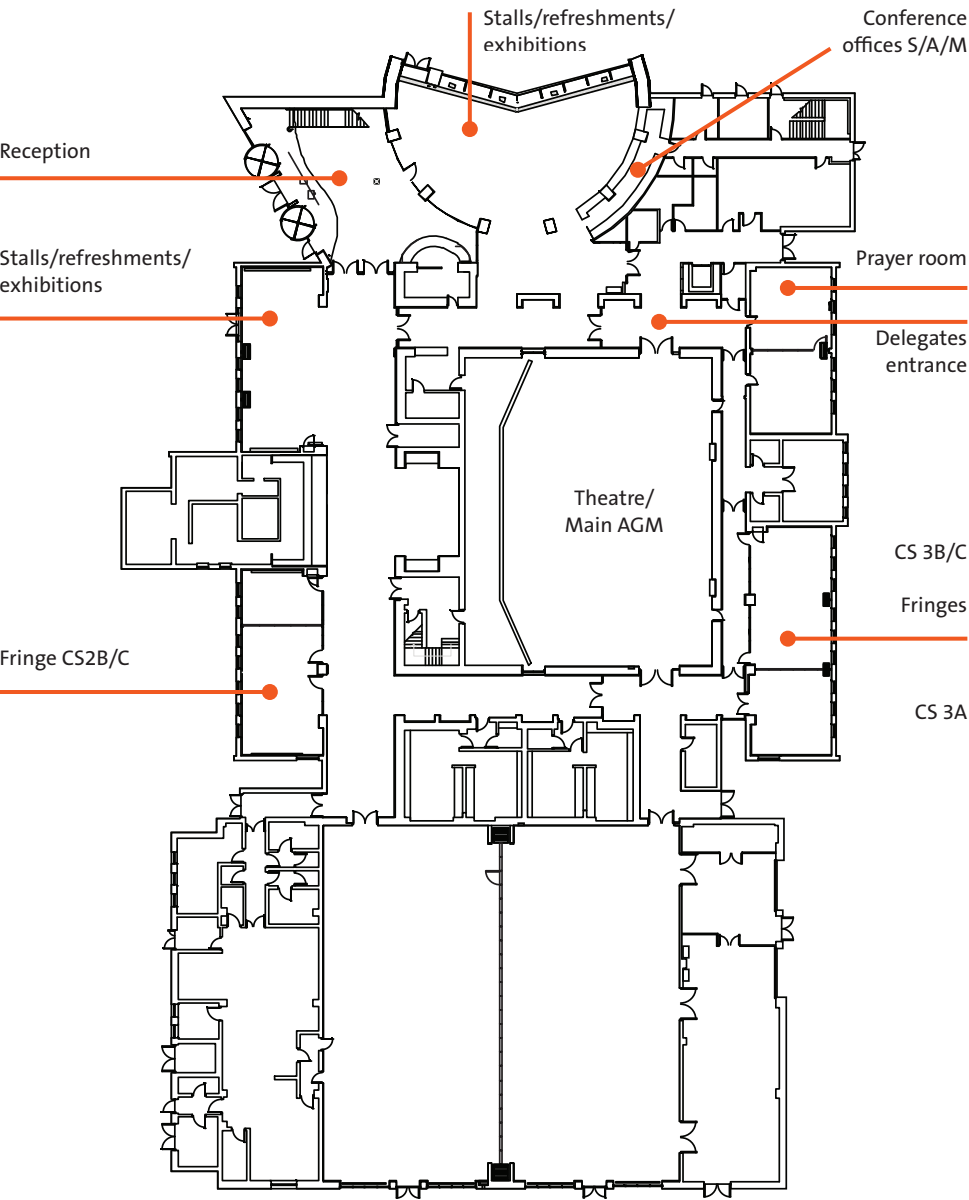 Stalls/refreshments/
exhibitions
Conference
offices S/A/M
Reception
Stalls/refreshments/
exhibitions
Prayer room
Delegates
entrance
Theatre/
Main AGM
CS 3B/C
Fringes
Fringe CS2B/C
CS 3A